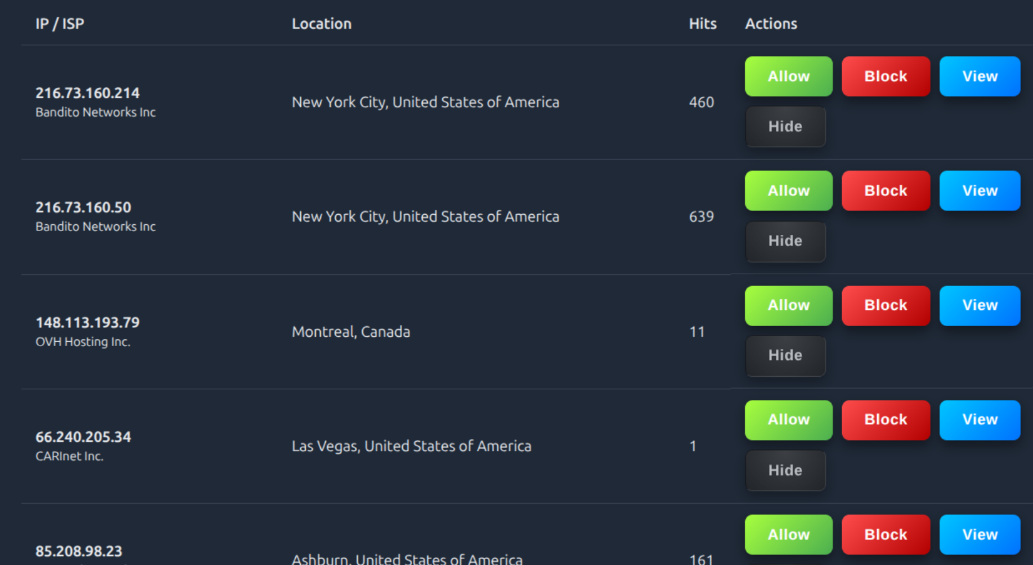 IP / ISP Location Hits Actions
216.73.160.214
Bandito Networks Inc
New York City, United States of America
460
Allow Block View
Hide
216.73.160.50
Bandito Networks Inc
New York City, United States of America
639
Allow Block View
Hide
148.113.193.79
OVH Hosting Inc.
Montreal, Canada
11
Allow Block View
Hide
66.240.205.34
CARInet Inc.
Las Vegas, United States of America
1
Allow Block View
Hide
85.208.98.23
Ashburn, United States of America
161
Allow Block View